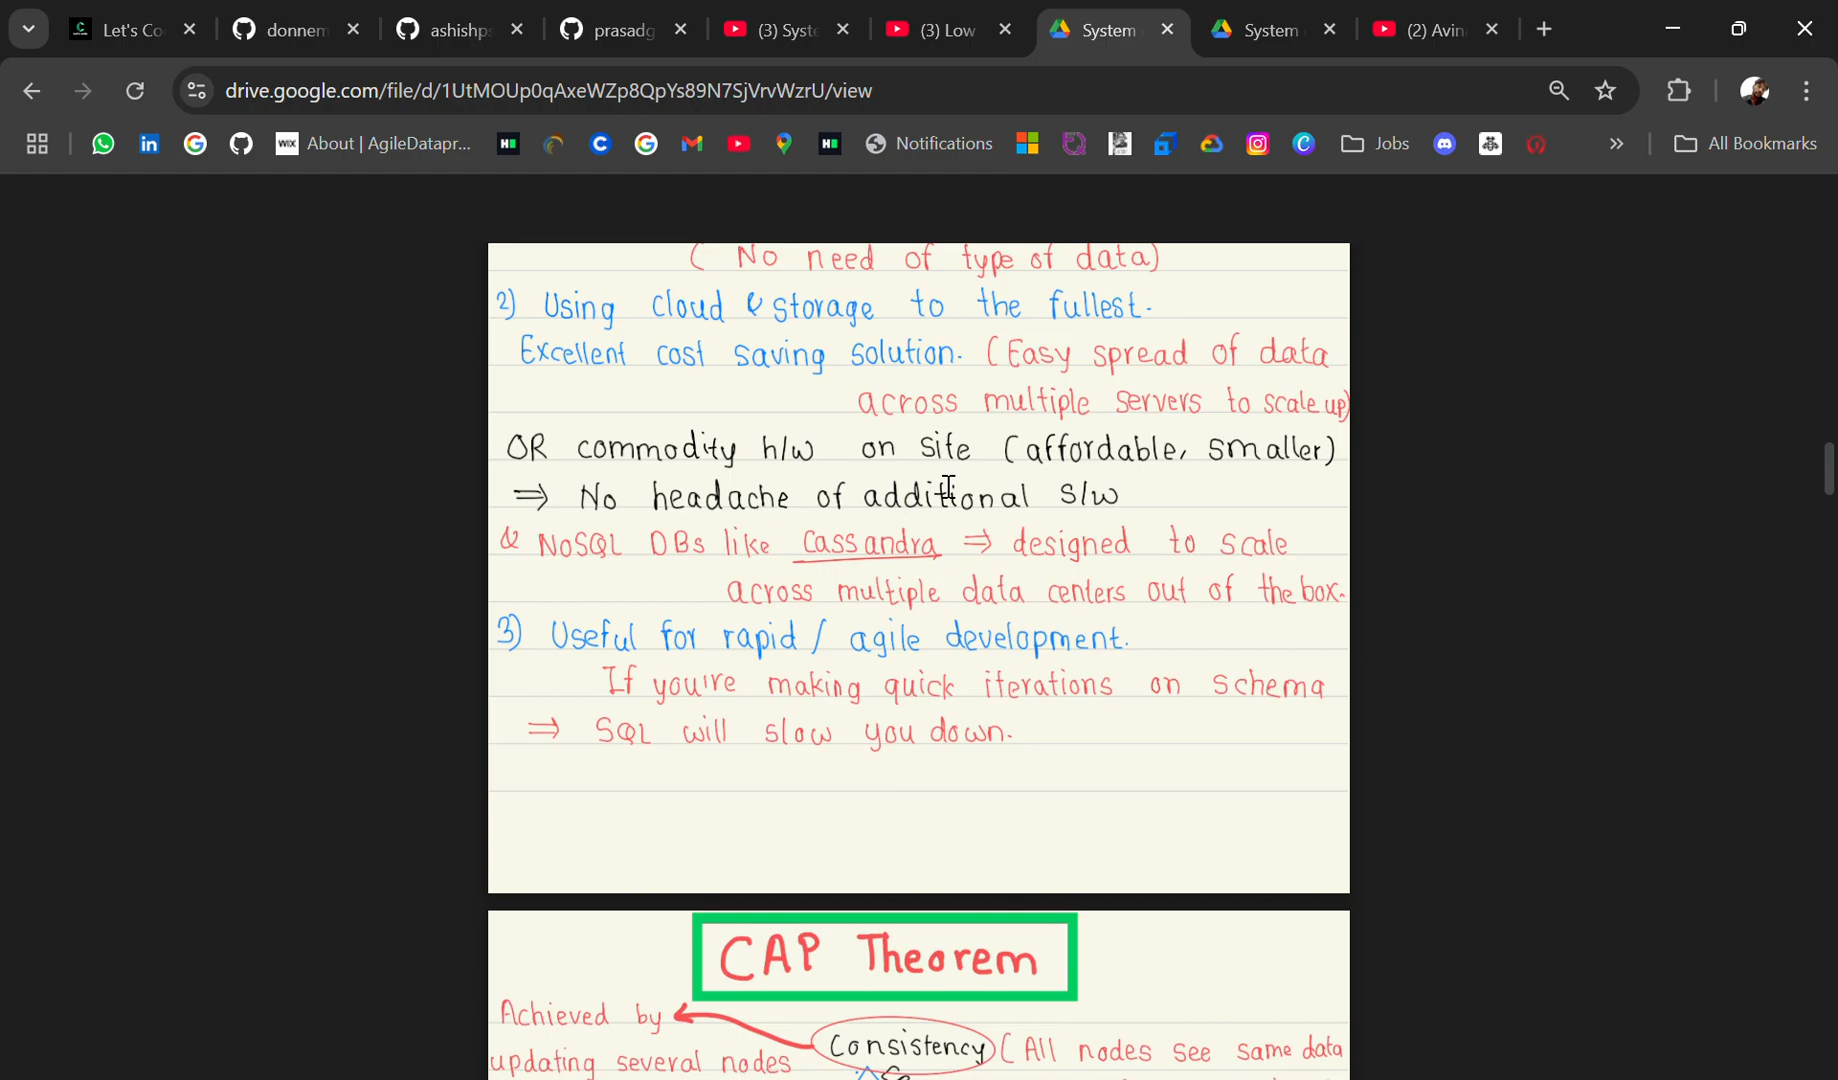 Let's Co
donnem
ashishps
prasadg
(3) Syste
(3) Low
System
System
(2) Avin
drive.google.com/file/d/1UtMOUp0qAxeWZp8QpYs89N7SjVrvWzrU/view
WIX About | AgileDatapr...
Notifications
Jobs
All Bookmarks
( No need of type of data)
2) Using cloud & storage to the fullest.
Excellent cost saving solution. (Easy spread of data
across multiple servers to scale up)
OR commodity h/w on site (affordable, smaller)
⇒ No headache of additional s/w
& NoSQL DBs like Cassandra ⇒ designed to scale
across multiple data centers out of the box.
3) Useful for rapid / agile development.
If you're making quick iterations on schema
⇒ SQL will slow you down.
CAP Theorem
Achieved by
Consistency (All nodes see same data
updating several nodes